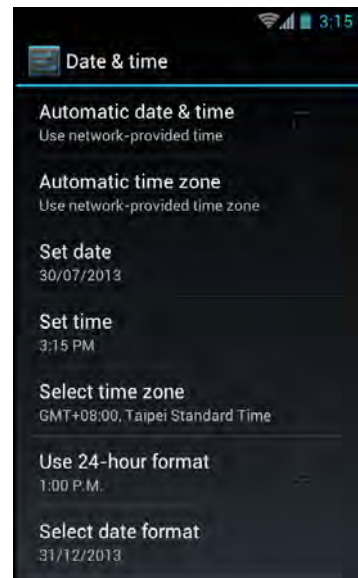 3:15
Date & time
Automatic date & time
Use network-provided time
Automatic time zone
Use network-provided time zone
Set date
30/07/2013
Set time
3:15 PM
Select time zone
GMT+08:00, Taipei Standard Time
Use 24-hour format
1:00 P.M.
Select date format
31/12/2013